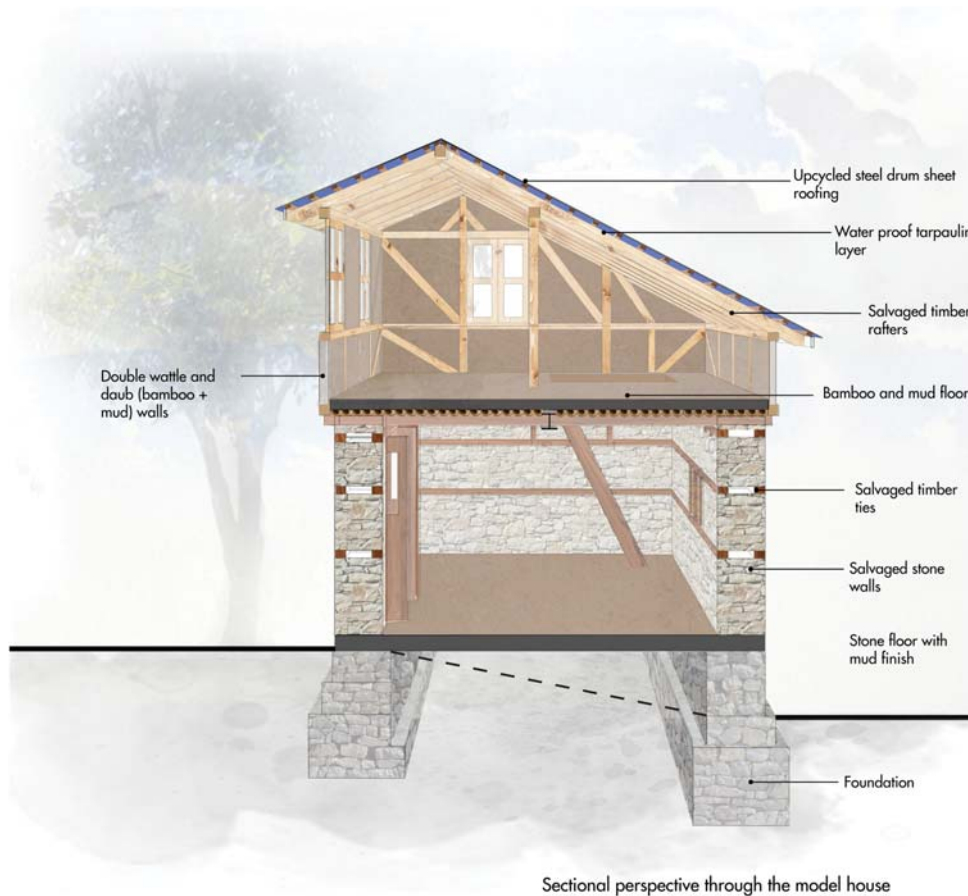 Upcycled steel drum sheet
roofing
Water proof tarpaulin
layer
Salvaged timber
rafters
Double wattle and
daub (bamboo +
mud) walls
Bamboo and mud floor
Salvaged timber
ties
Salvaged stone
walls
Stone floor with
mud finish
Foundation
Sectional perspective through the model house